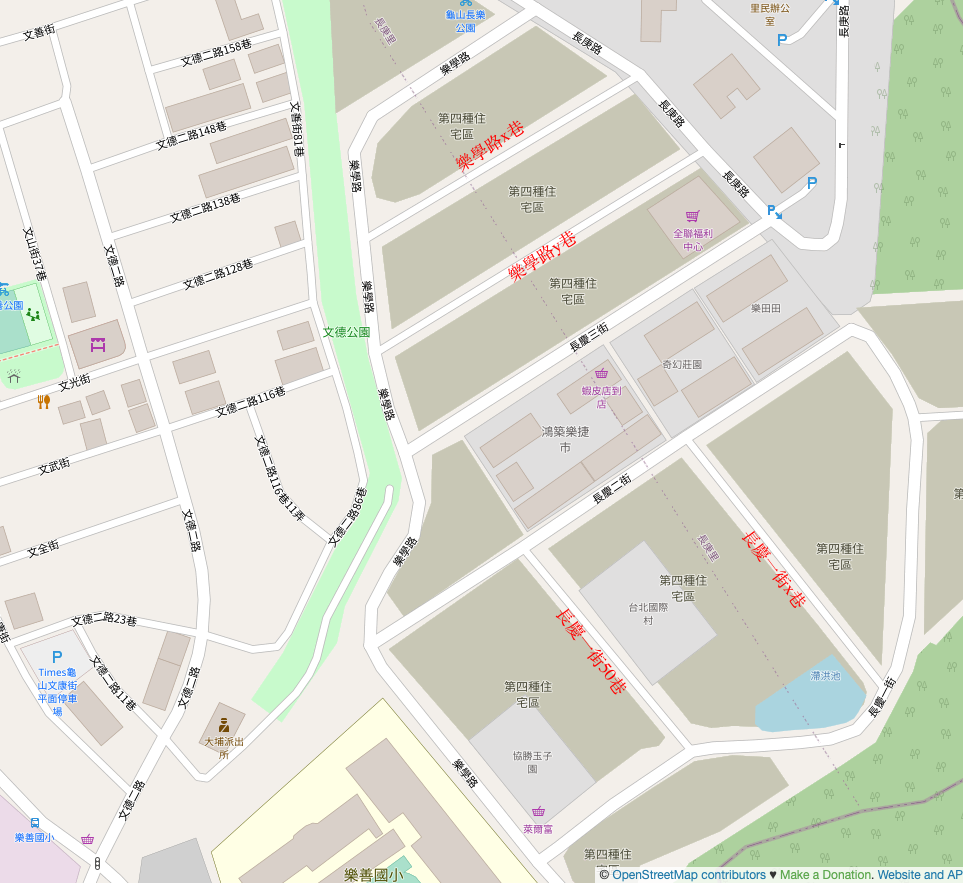 里民辦公
室
P
長庚路
龜山長樂
公園
長庚里
文善街
文德二路158巷
樂學路
長庚路
文德二路148巷
文善街81巷
第四種住
宅區
樂學路x巷
長庚路
樂學路
第四種住
宅區
長庚路
P
P
文德二路138巷
全聯福利
中心
樂學路y巷
文山街37巷
文德二路
文德二路128巷
第四種住
宅區
樂學路
公園
樂田田
文德公園
長慶三街
奇幻莊園
文光街
文德二路116巷
樂學路
蝦皮店到
店
鴻築樂捷
市
文武街
文德二路116巷11弄
長慶二街
第
文德二路86巷
文德二路
文全街
樂學路
長庚里
第四種住
宅區
長慶一街x巷
第四種住
宅區
台北國際
村
文德二路23巷
長慶一街50巷
P
Times龜
山文康街
平面停車
場
文德二路11巷
文德二路
滯洪池
長慶一街
第四種住
宅區
大埔派出
所
協勝玉子
園
樂學路
文德二路
樂善國小
萊爾富
第四種住
宅區
樂善國小
© OpenStreetMap contributors ♥ Make a Donation. Website and AP